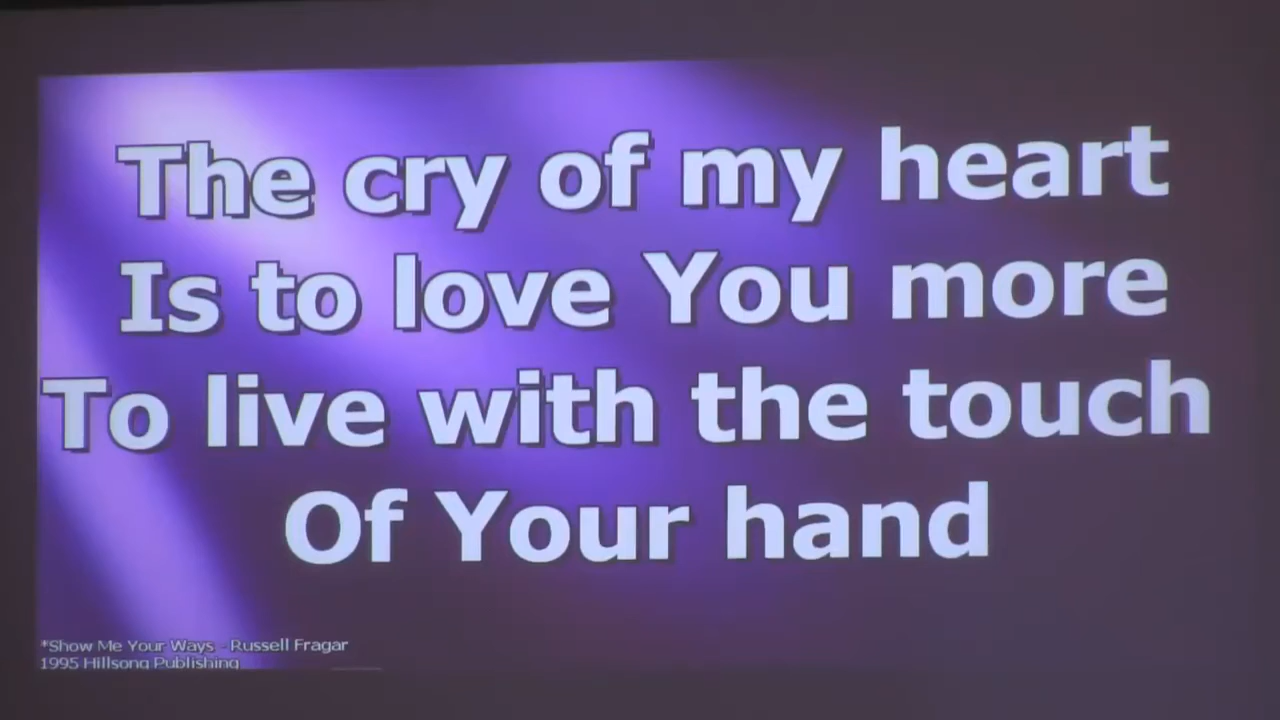 The cry of my heart
Is to love You more
To live with the touch
Of Your hand
*Show Me Your Ways - Russell Fragar
1995 Hillsong Publishing